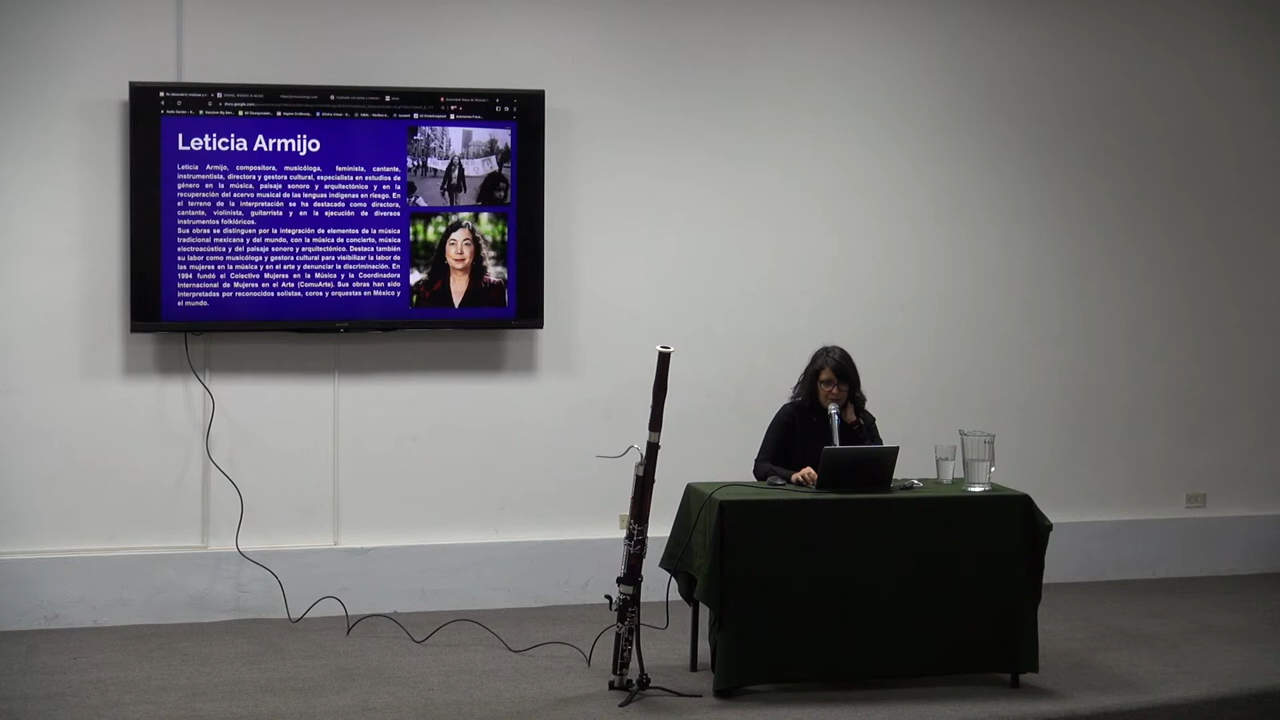 docs.google.com
Leticia Armijo
Leticia Armijo, compositora, musicóloga, feminista, cantante,
instrumentista, directora y gestora cultural, especialista en estudios de
género en la música, paisaje sonoro y arquitectónico y en la
recuperación del acervo musical de las lenguas indígenas en riesgo. En
el terreno de la interpretación se ha destacado como directora,
cantante, violinista, guitarrista y en la ejecución de diversos
instrumentos folklóricos.
Sus obras se distinguen por la integración de elementos de la música
tradicional mexicana y del mundo, con la música de concierto, música
electroacústica y del paisaje sonoro y arquitectónico. Destaca también
su labor como musicóloga y gestora cultural para visibilizar la labor de
las mujeres en la música y en el arte y denunciar la discriminación. En
1994 fundó el Colectivo Mujeres en la Música y la Coordinadora
Internacional de Mujeres en el Arte (ComuArte). Sus obras han sido
interpretadas por reconocidos solistas, coros y orquestas en México y
el mundo.